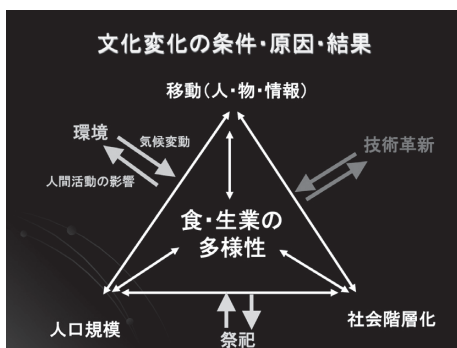 文化変化の条件・原因・結果
移動(人・物・情報)
環境
気候変動
技術革新
人間活動の影響
食・生業の
多様性
人口規模
祭祀
社会階層化